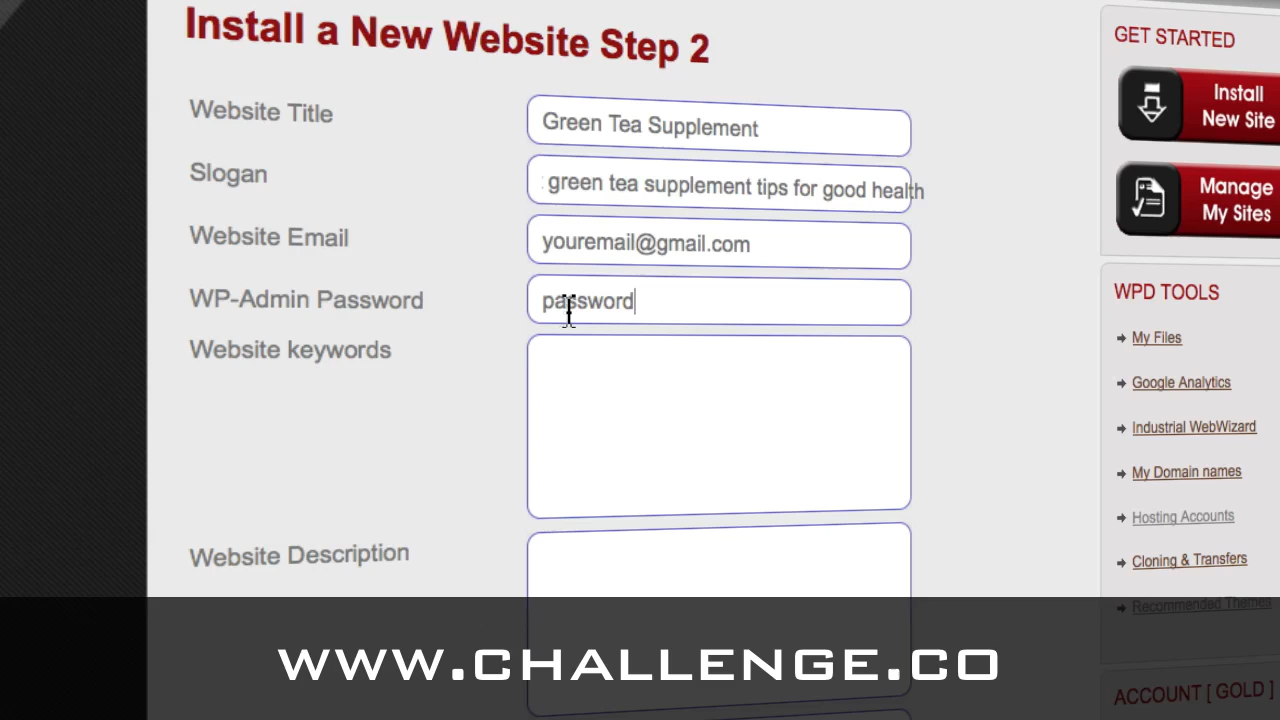 Install a New Website Step 2
Website Title
Green Tea Supplement
Slogan
green tea supplement tips for good health
Website Email
youremail@gmail.com
WP-Admin Password
password
Website keywords
Website Description
GET STARTED
Install
New Site
Manage
My Sites
WPD TOOLS
My Files
Google Analytics
Industrial WebWizard
My Domain names
Hosting Accounts
Cloning & Transfers
Recommended Themes
ACCOUNT [ GOLD ]
WWW.CHALLENGE.CO